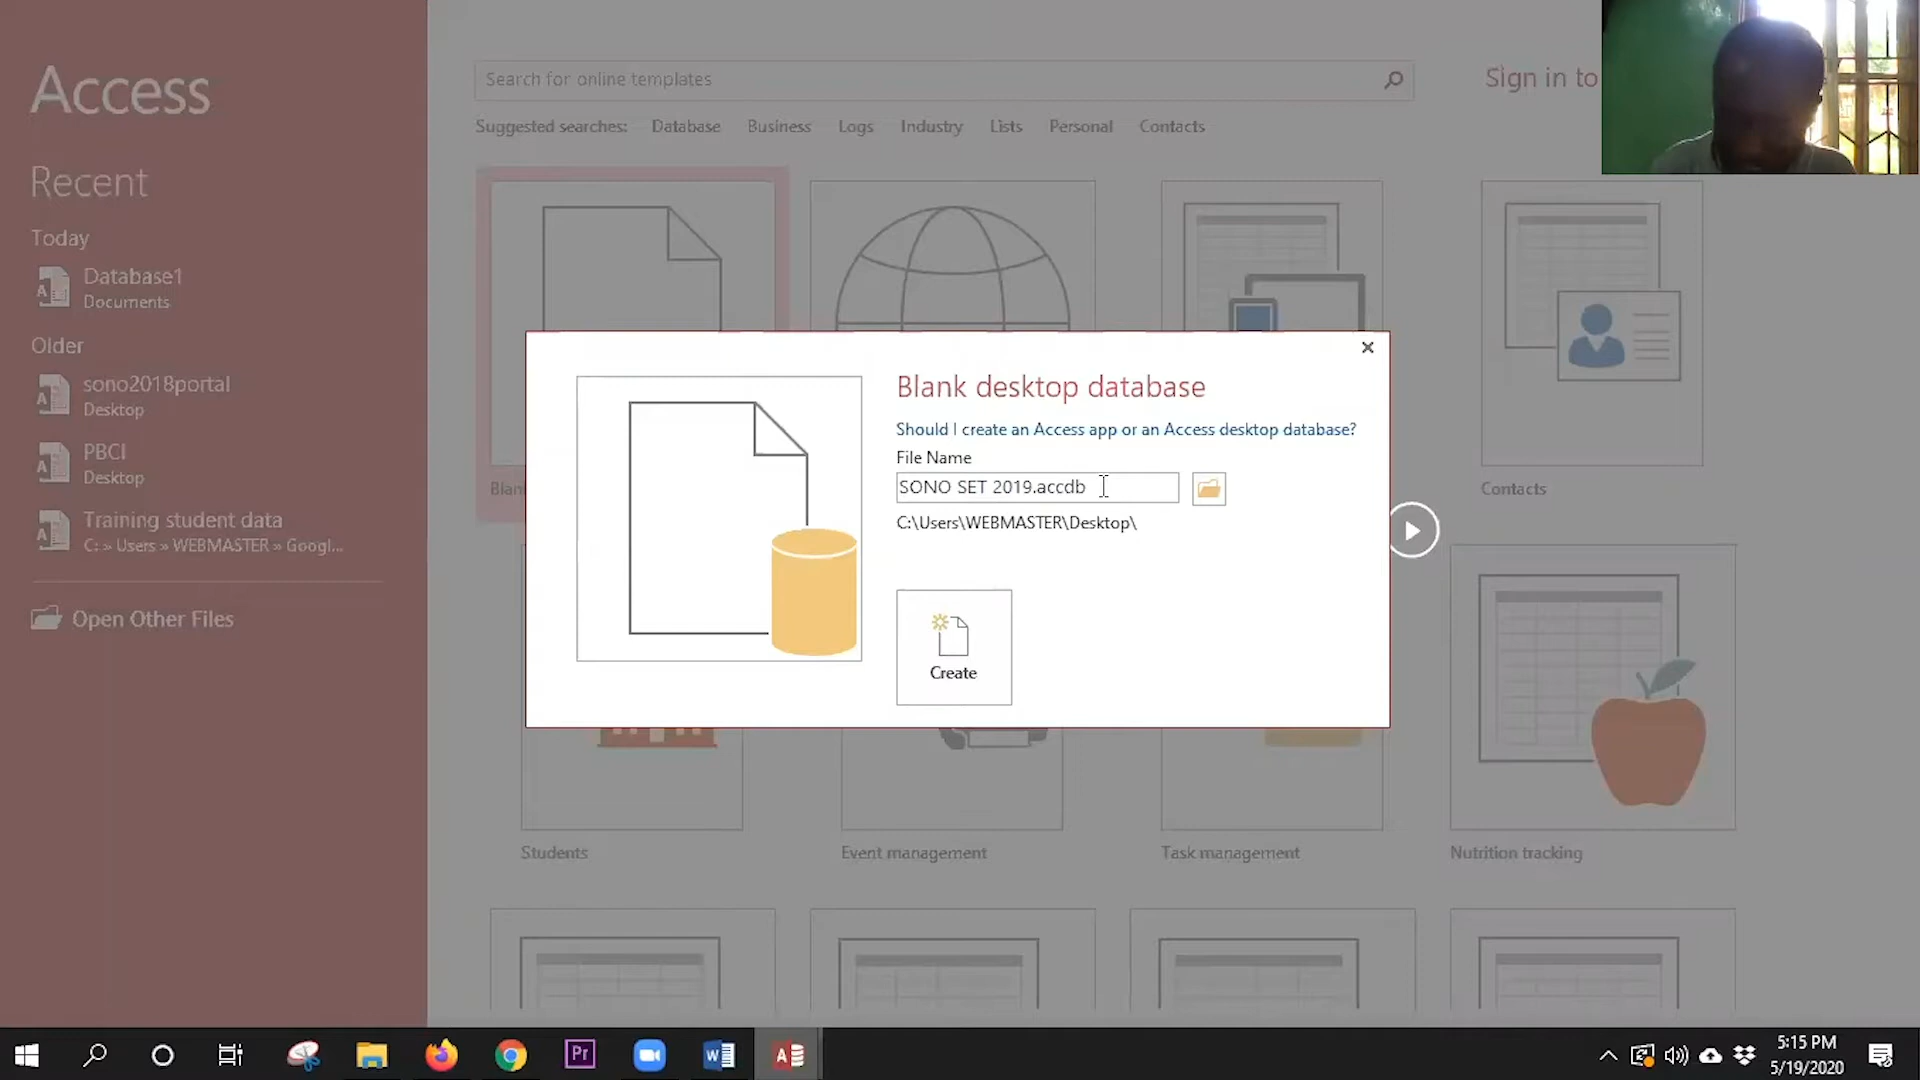 Access
Recent
Today
Database1
Documents
Older
sono2018portal
Desktop
PBCI
Desktop
Training student data
C: » Users » WEBMASTER » Googl...
Open Other Files
Search for online templates
Sign in to
Suggested searches: Database Business Logs Industry Lists Personal Contacts
Blan
Contacts
Blank desktop database
Should I create an Access app or an Access desktop database?
File Name
SONO SET 2019.accdb
C:\Users\WEBMASTER\Desktop\
Create
Students
Event management
Task management
Nutrition tracking
Pr
5:15 PM
5/19/2020